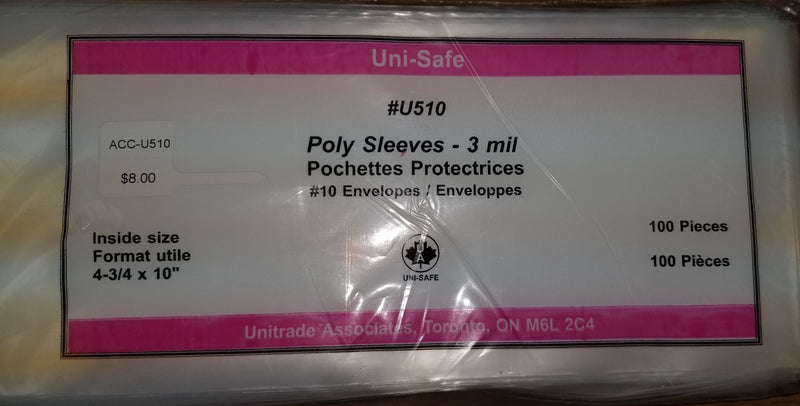 Uni-Safe
#U510
ACC-U510
$8.00
Poly Sleeves - 3 mil
Pochettes Protectrices
#10 Envelopes / Enveloppes
Inside size
Format utile
4-3/4 x 10"
UAT
UNI-SAFE
100 Pieces
100 Pièces
Unitrade Associates, Toronto, ON M6L 2C4